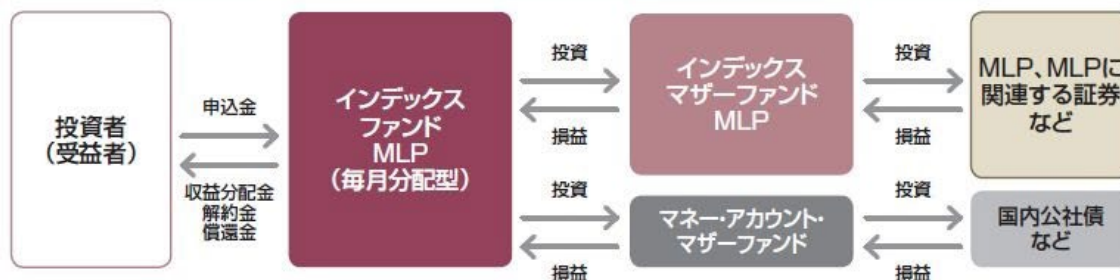 投資者
(受益者)
申込金
収益分配金
解約金
償還金
インデックス
ファンド
MLP
(毎月分配型)
投資
損益
インデックス
マザーファンド
MLP
投資
損益
MLP、MLPに
関連する証券
など
投資
損益
マネー・アカウント・
マザーファンド
投資
損益
国内公社債
など